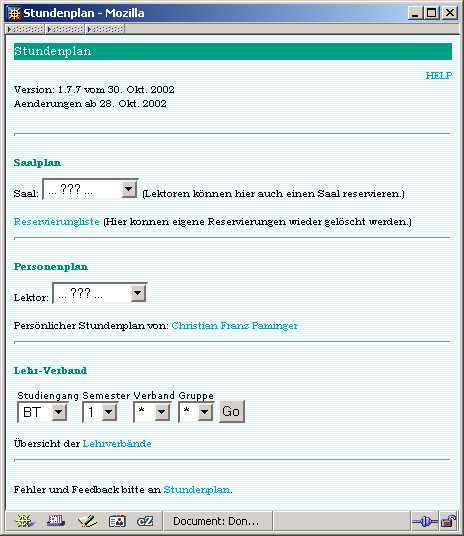 Stundenplan - Mozilla
Stundenplan
HELP
Version: 1.7.7 vom 30. Okt. 2002
Aenderungen ab 28. Okt. 2002
Saalplan
Saal: ... ??? ... (Lektoren können hier auch einen Saal reservieren.)
Reservierungliste (Hier konnen eigene Reservierungen wieder gelöscht werden.)
Personenplan
Lektor: ... ??? ...
Persönlicher Stundenplan von: Christian Franz Paminger
Lehr-Verband
Studiengang Semester Verband Gruppe
BT 1 * * Go
Übersicht der Lehrverbände
Fehler und Feedback bitte an Stundenplan.
Document: Don...